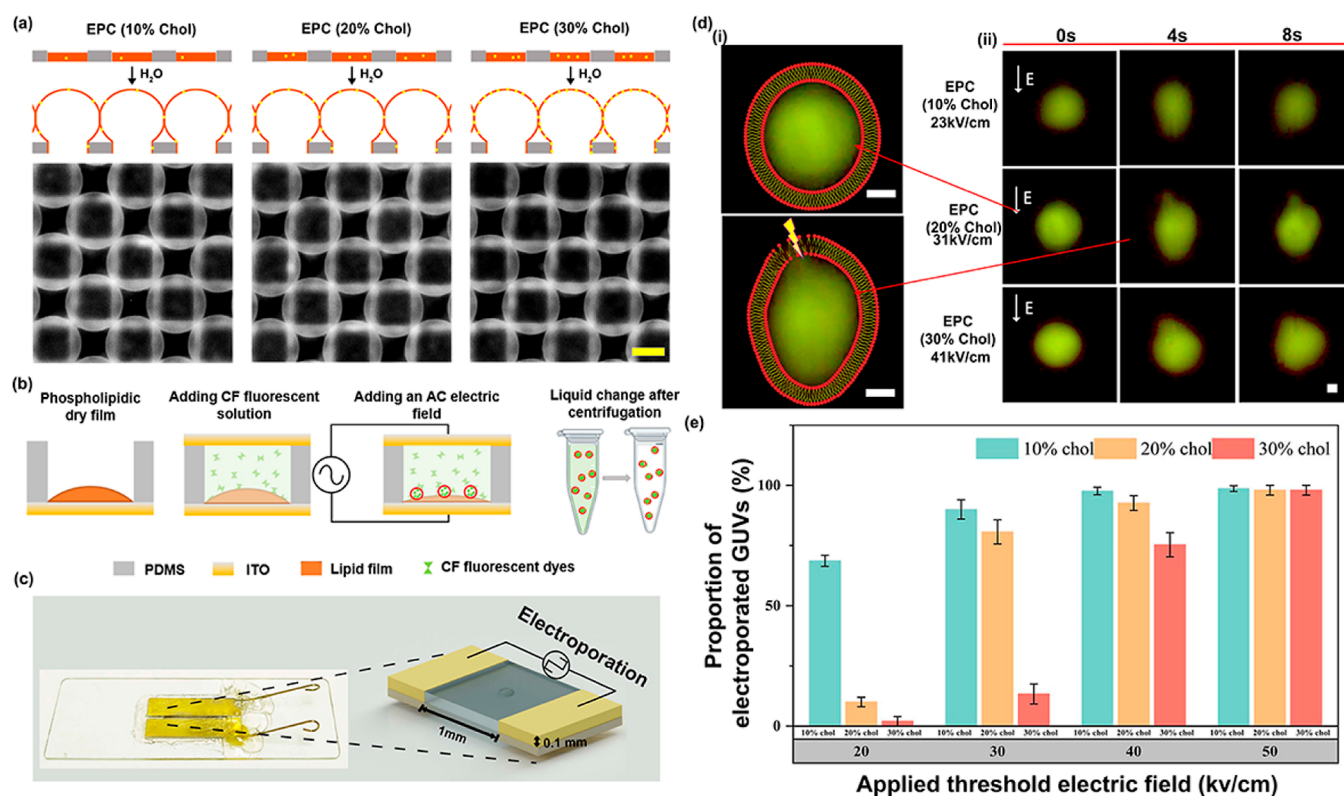 (a)
EPC (10% Chol)
EPC (20% Chol)
EPC (30% Chol)
H₂O
H₂O
H₂O
(b)
Phospholipidic
dry film
Adding CF fluorescent
solution
Adding an AC electric
field
Liquid change after
centrifugation
PDMS
ITO
Lipid film
CF fluorescent dyes
(c)
Electroporation
1mm
0.1 mm
(d)
(i)
(ii)
0s
4s
8s
EPC
(10% Chol)
23kV/cm
E
EPC
(20% Chol)
31kV/cm
E
EPC
(30% Chol)
41kV/cm
E
(e)
10% chol
20% chol
30% chol
Proportion of
electroporated GUVs (%)
100
50
0
10% chol 20% chol 30% chol 10% chol 20% chol 30% chol 10% chol 20% chol 30% chol 10% chol 20% chol 30% chol
20 30 40 50
Applied threshold electric field (kv/cm)